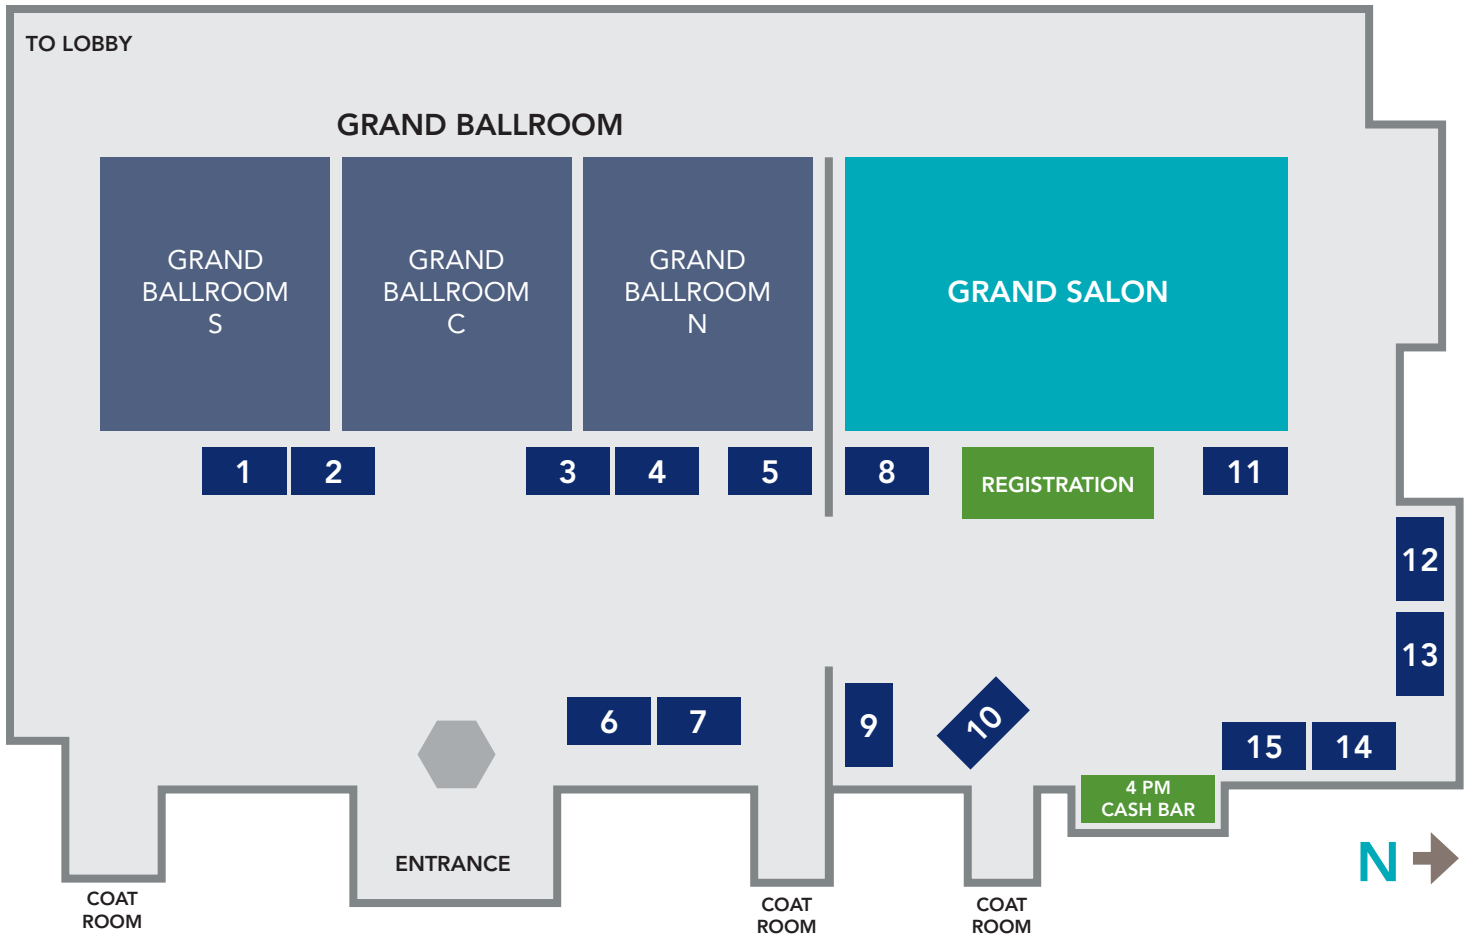 TO LOBBY
GRAND BALLROOM
GRAND
BALLROOM
S
GRAND
BALLROOM
C
GRAND
BALLROOM
N
GRAND SALON
1
2
3
4
5
8
REGISTRATION
11
12
13
6
7
9
10
15
14
4 PM
CASH BAR
ENTRANCE
N
COAT
ROOM
COAT
ROOM
COAT
ROOM